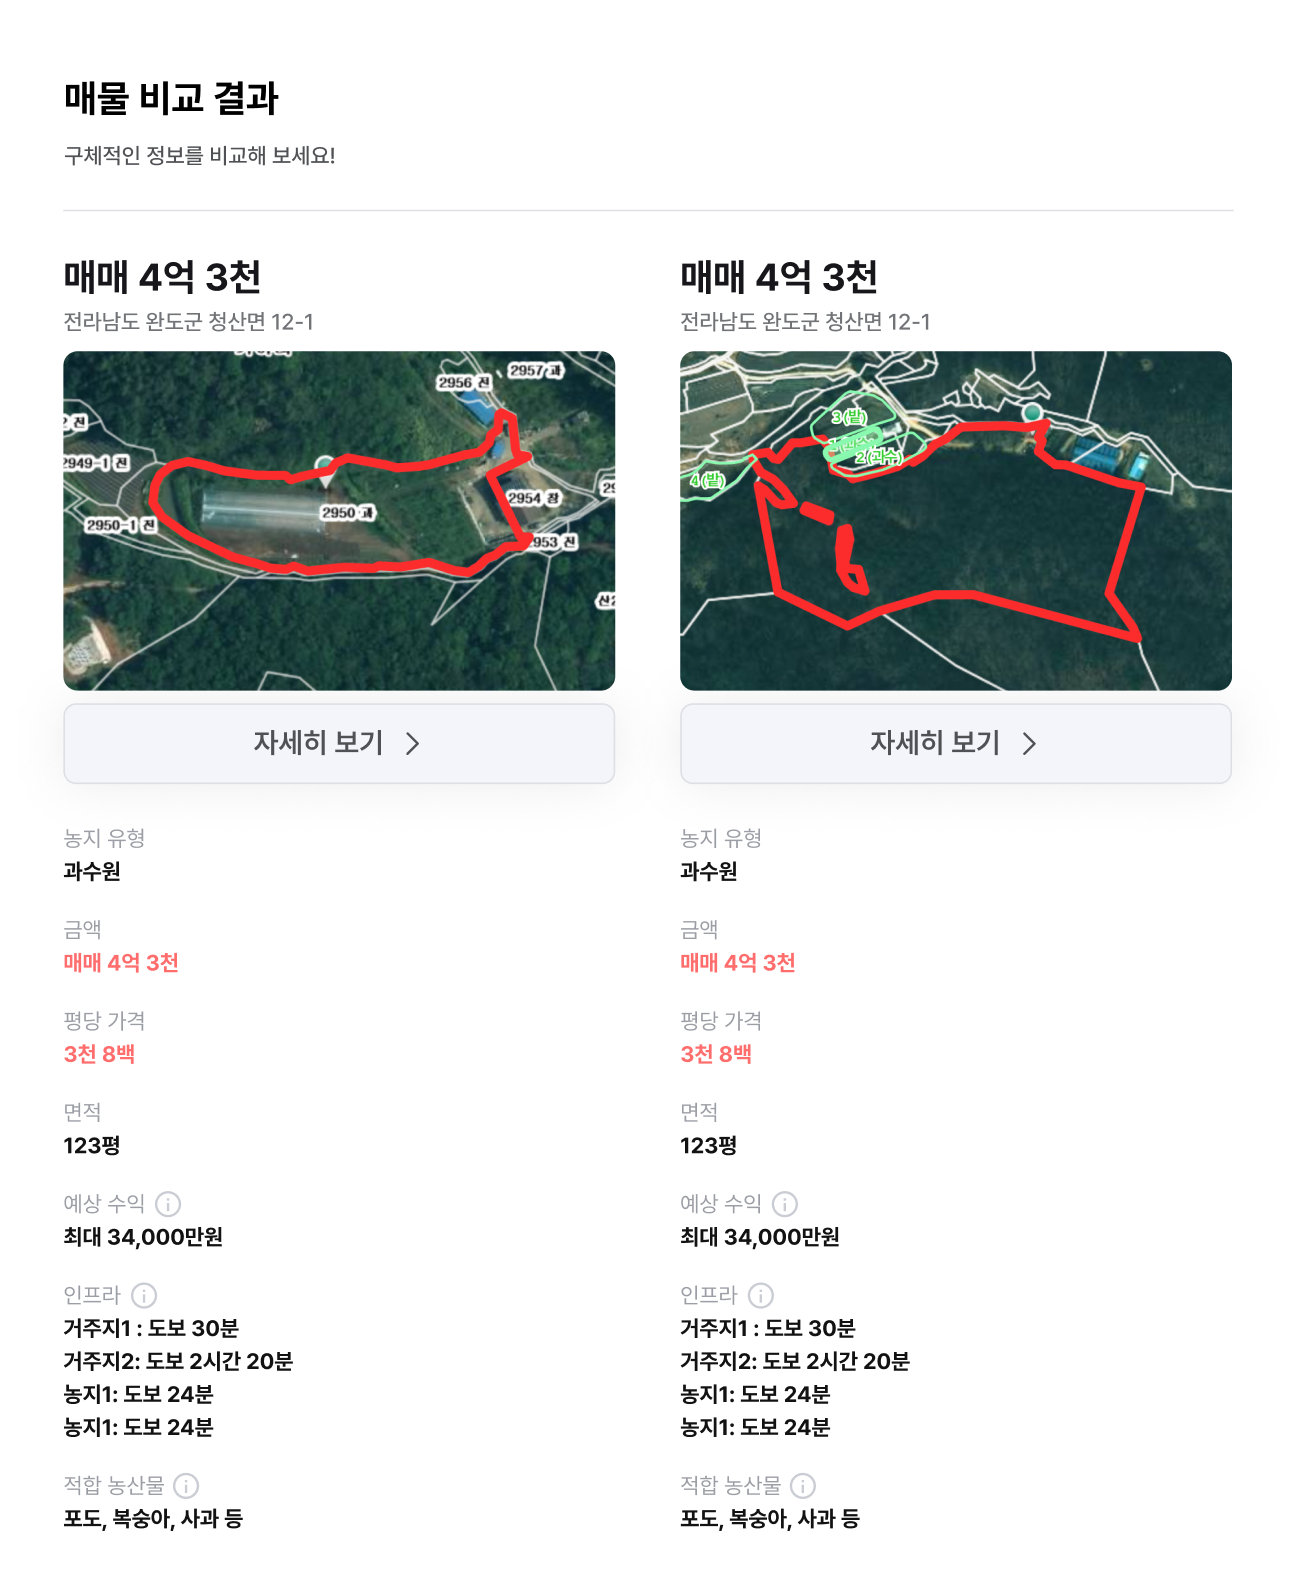 매물 비교 결과
구체적인 정보를 비교해 보세요!
매매 4억 3천
전라남도 완도군 청산면 12-1
2956 전
2957 과
2949-1 전
2950 과
2954 창
2950-1 전
953 전
자세히 보기
농지 유형
과수원
금액
매매 4억 3천
평당 가격
3천 8백
면적
123평
예상 수익
최대 34,000만원
인프라
거주지1 : 도보 30분
거주지2: 도보 2시간 20분
농지1: 도보 24분
농지1: 도보 24분
적합 농산물
포도, 복숭아, 사과 등
매매 4억 3천
전라남도 완도군 청산면 12-1
3 (밭)
2 (과수)
4 (밭)
자세히 보기
농지 유형
과수원
금액
매매 4억 3천
평당 가격
3천 8백
면적
123평
예상 수익
최대 34,000만원
인프라
거주지1 : 도보 30분
거주지2: 도보 2시간 20분
농지1: 도보 24분
농지1: 도보 24분
적합 농산물
포도, 복숭아, 사과 등